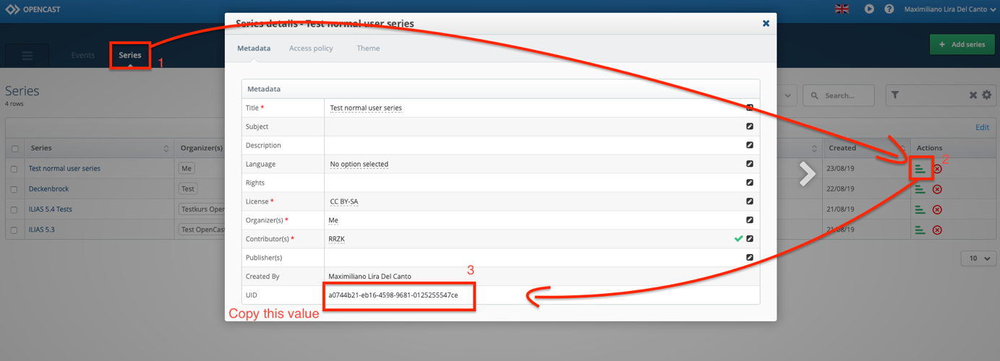 OPENCAST
Maximiliano Lira Del Canto
Events
Series
1
Add series
Series details - Test normal user series
Metadata
Access policy
Theme
Series
4 rows
Search...
Edit
Series
Organizer(s)
Created
Actions
2
Test normal user series
Me
23/08/19
Deckenbrock
Test
22/08/19
ILIAS 5.4 Tests
Testkurs Open
21/08/19
ILIAS 5.3
Test OpenCast
21/08/19
10
Metadata
Title *
Test normal user series
Subject
Description
Language
No option selected
Rights
License *
CC BY-SA
Organizer(s) *
Me
Contributor(s) *
RRZK
Publisher(s)
Created By
Maximiliano Lira Del Canto
3
UID
a0744b21-eb16-4598-9681-0125255547ce
Copy this value